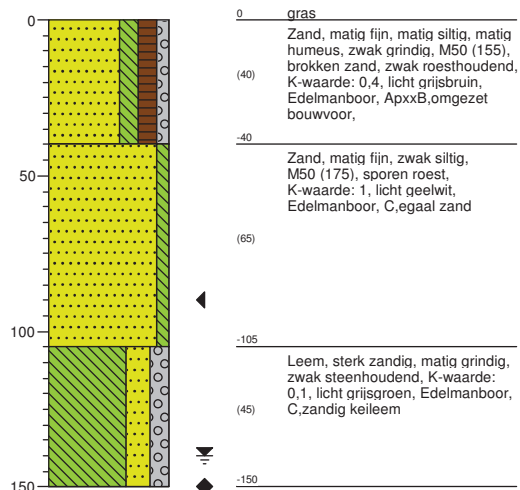 0
50
100
150
0 gras
Zand, matig fijn, matig siltig, matig
humeus, zwak grindig, M50 (155),
brokken zand, zwak roesthoudend,
(40)
K-waarde: 0,4, licht grijsbruin,
Edelmanboor, ApxxB,omgezet
bouwvoor,
-40
Zand, matig fijn, zwak siltig,
M50 (175), sporen roest,
K-waarde: 1, licht geelwit,
Edelmanboor, C,egaal zand
(65)
-105
Leem, sterk zandig, matig grindig,
zwak steenhoudend, K-waarde:
0,1, licht grijsgroen, Edelmanboor,
(45)
C,zandig keileem
-150